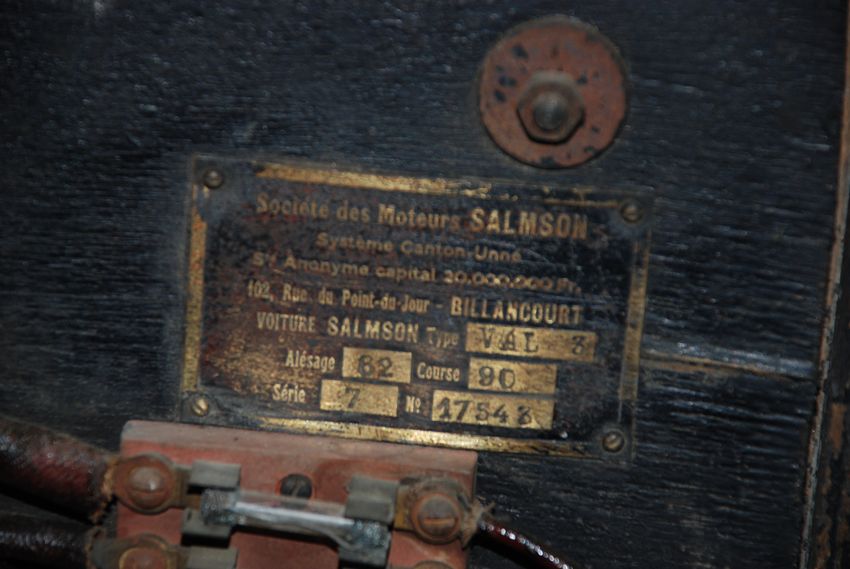 Société des Moteurs SALMSON
Système Canton-Unné
Sté Anonyme capital 20.000.000 Fr.
102, Rue du Point-du-Jour - BILLANCOURT
VOITURE SALMSON Type VAL 3
Alésage 62 Course 90
Série 7 No 17543